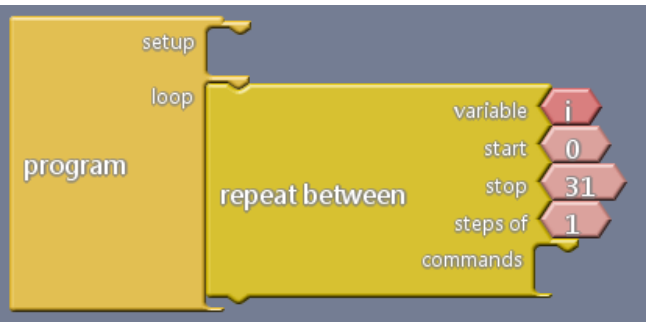 setup
loop
program
repeat between
variable i
start 0
stop 31
steps of 1
commands